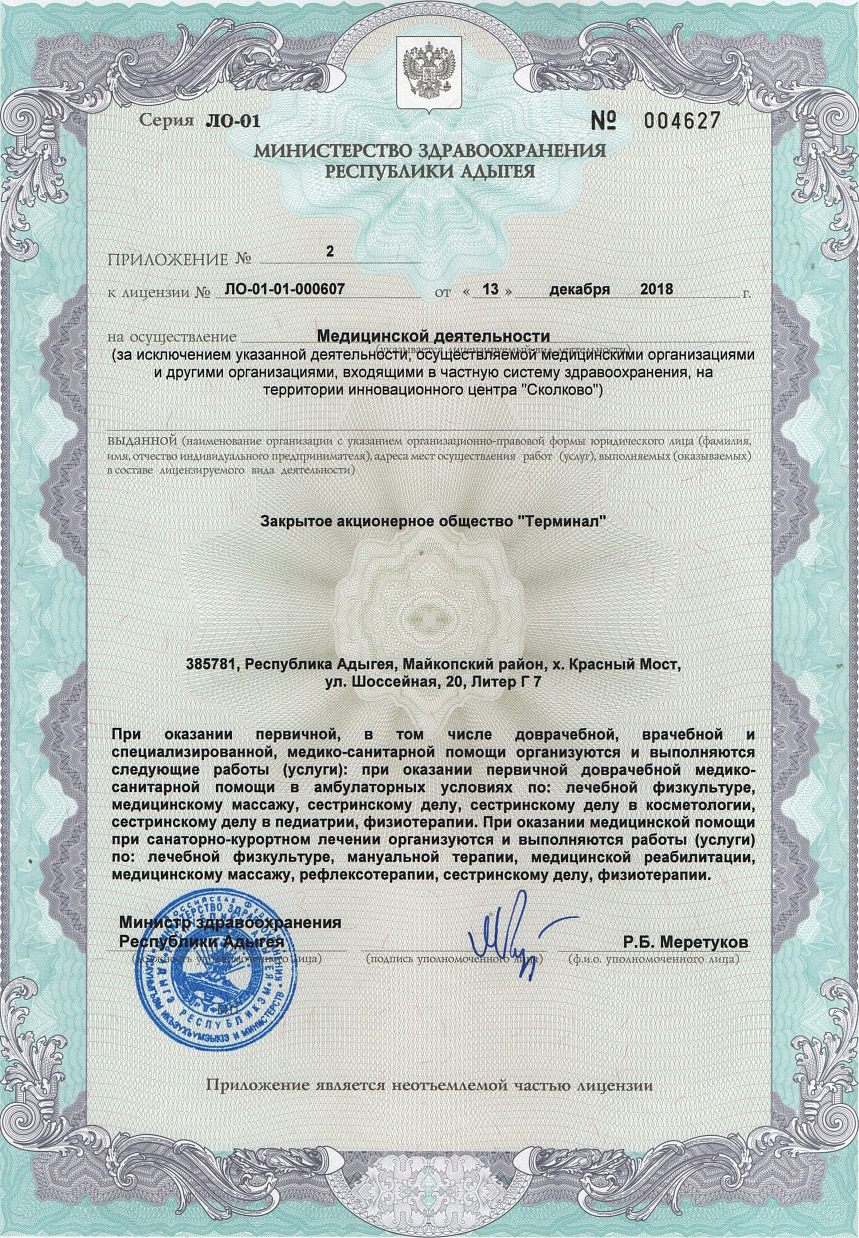 Серия ЛО-01 № 004627
МИНИСТЕРСТВО ЗДРАВООХРАНЕНИЯ
РЕСПУБЛИКИ АДЫГЕЯ
ПРИЛОЖЕНИЕ № 2
к лицензии № ЛО-01-01-000607 от « 13 » декабря 2018 г.
на осуществление Медицинской деятельности
(указывается лицензируемый вид деятельности)
(за исключением указанной деятельности, осуществляемой медицинскими организациями
и другими организациями, входящими в частную систему здравоохранения, на
территории инновационного центра "Сколково")
выданной (наименование организации с указанием организационно-правовой формы юридического лица (фамилия,
имя, отчество индивидуального предпринимателя), адреса мест осуществления работ (услуг), выполняемых (оказываемых)
в составе лицензируемого вида деятельности)
Закрытое акционерное общество "Терминал"
385781, Республика Адыгея, Майкопский район, х. Красный Мост,
ул. Шоссейная, 20, Литер Г 7
При оказании первичной, в том числе доврачебной, врачебной и
специализированной, медико-санитарной помощи организуются и выполняются
следующие работы (услуги): при оказании первичной доврачебной медико-
санитарной помощи в амбулаторных условиях по: лечебной физкультуре,
медицинскому массажу, сестринскому делу, сестринскому делу в косметологии,
сестринскому делу в педиатрии, физиотерапии. При оказании медицинской помощи
при санаторно-курортном лечении организуются и выполняются работы (услуги)
по: лечебной физкультуре, мануальной терапии, медицинской реабилитации,
медицинскому массажу, рефлексотерапии, сестринскому делу, физиотерапии.
Министр здравоохранения
Республики Адыгея Р.Б. Меретуков
(должность уполномоченного лица) (подпись уполномоченного лица) (ф.и.о. уполномоченного лица)
Приложение является неотъемлемой частью лицензии